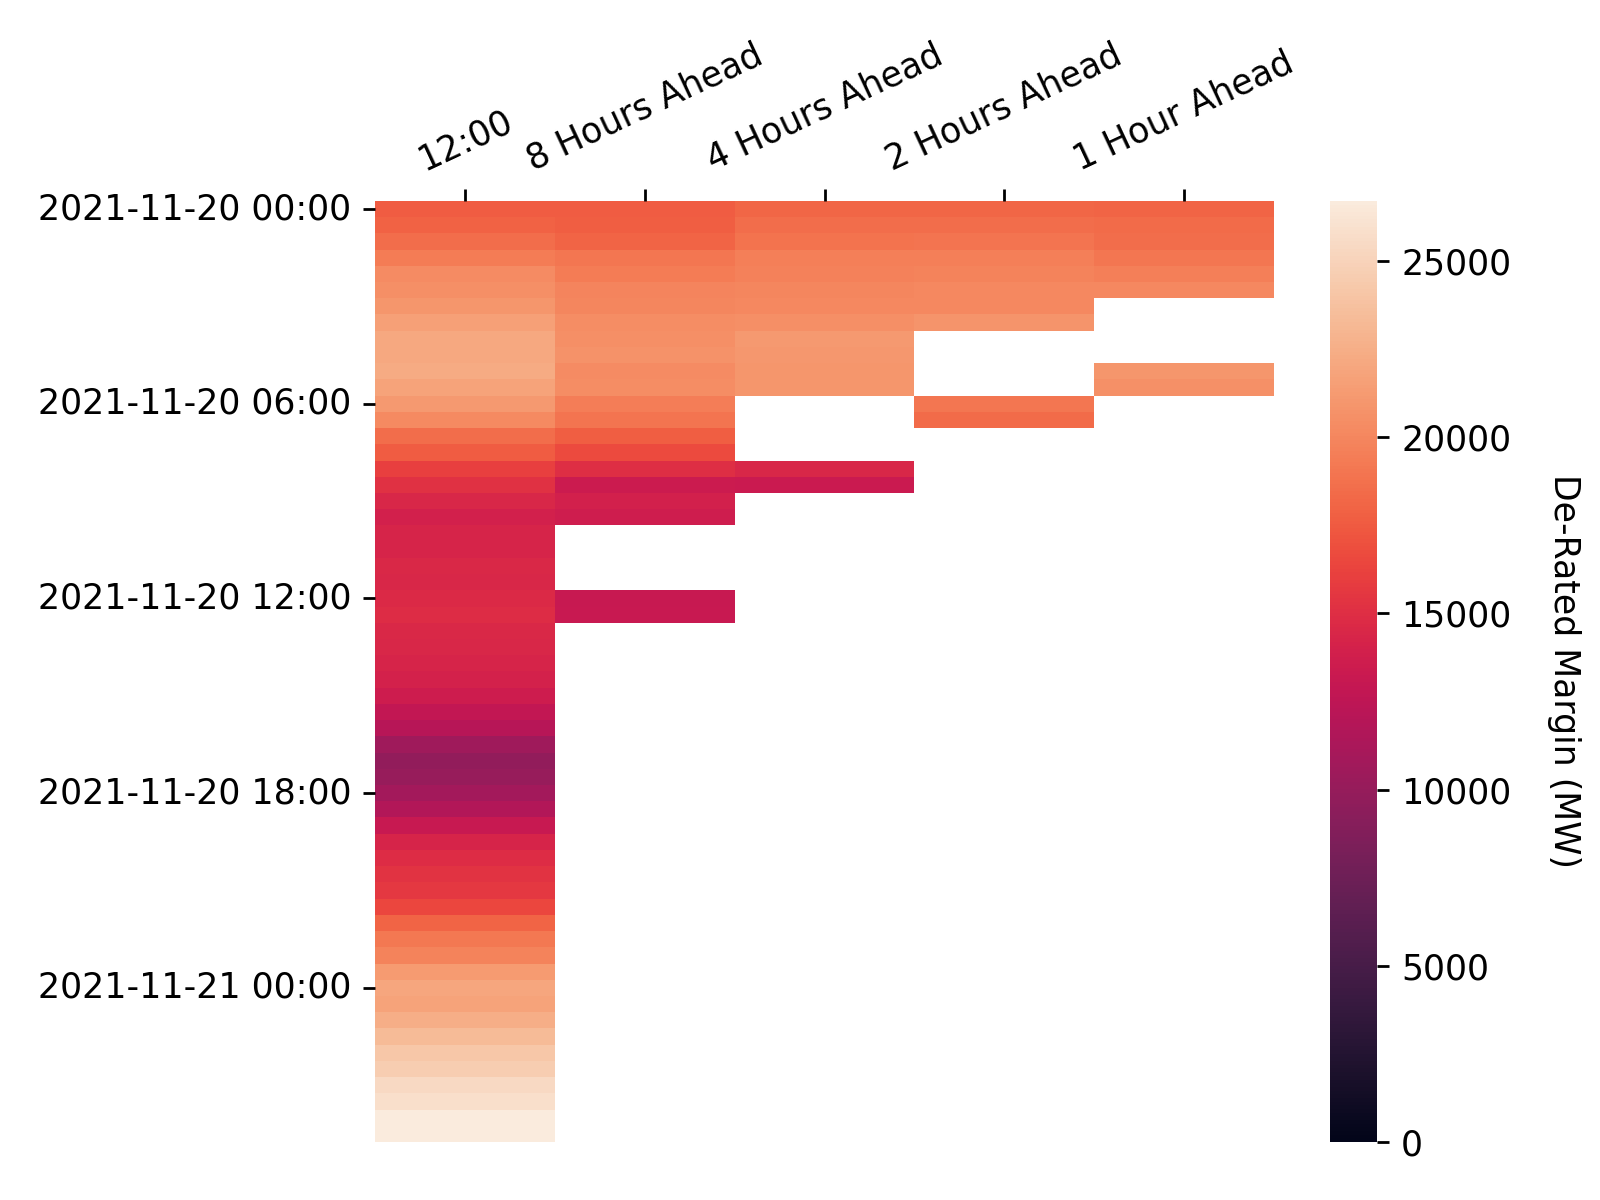 12:00
8 Hours Ahead
4 Hours Ahead
2 Hours Ahead
1 Hour Ahead
2021-11-20 00:00
2021-11-20 06:00
2021-11-20 12:00
2021-11-20 18:00
2021-11-21 00:00
25000
20000
15000
10000
5000
0
De-Rated Margin (MW)